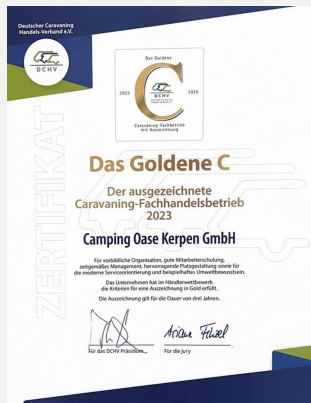 Deutscher Caravaning
Handels-Verband e.V.
DCHV
Das Goldene
2023
2026
C
DCHV
Caravaning-Fachbetrieb
mit Auszeichnung
ZERTIFIKAT
Das Goldene C
Der ausgezeichnete
Caravaning-Fachhandelsbetrieb
2023
Camping Oase Kerpen GmbH
Für vorbildliche Organisation, gute Mitarbeiterschulung,
zeitgemäßes Management, hervorragende Platzgestaltung sowie für
die moderne Serviceorientierung und beispielhaftes Umweltbewusstsein.
Das Unternehmen hat im Händlerwettbewerb
die Kriterien für eine Auszeichnung in Gold erfüllt.
Die Auszeichnung gilt für die Dauer von drei Jahren.
Für das DCHV Präsidium
Für die Jury